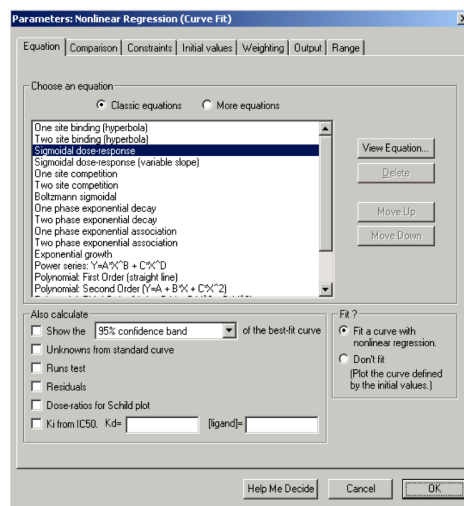 Parameters: Nonlinear Regression (Curve Fit)
Equation Comparison Constraints Initial values Weighting Output Range
Choose an equation
Classic equations More equations
One site binding (hyperbola)
Two site binding (hyperbola)
Sigmoidal dose-response
Sigmoidal dose-response (variable slope)
One site competition
Two site competition
Boltzmann sigmoidal
One phase exponential decay
Two phase exponential decay
One phase exponential association
Two phase exponential association
Exponential growth
Power series: Y=A*X^B + C*X^D
Polynomial: First Order (straight line)
Polynomial: Second Order (Y=A + B*X + C*X^2)
View Equation...
Delete
Move Up
Move Down
Also calculate
Show the 95% confidence band of the best-fit curve
Unknowns from standard curve
Runs test
Residuals
Dose-ratios for Schild plot
Ki from IC50. Kd= [ligand]=
Fit ?
Fit a curve with
nonlinear regression.
Don't fit
(Plot the curve defined
by the initial values.)
Help Me Decide Cancel OK